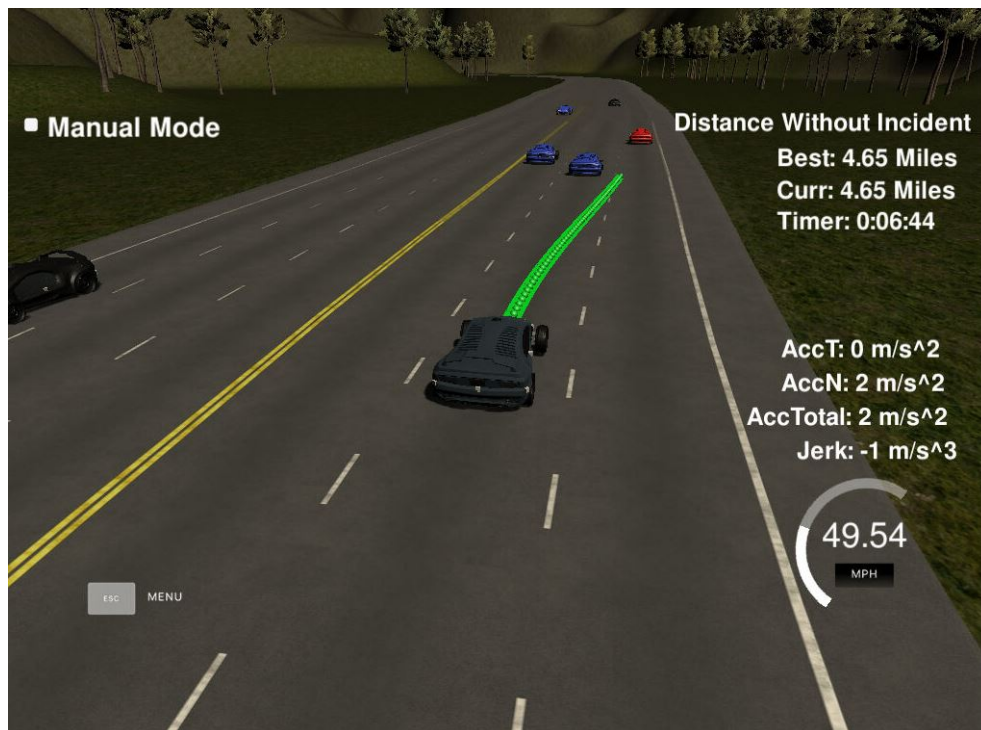 Manual Mode
Distance Without Incident
Best: 4.65 Miles
Curr: 4.65 Miles
Timer: 0:06:44
AccT: 0 m/s^2
AccN: 2 m/s^2
AccTotal: 2 m/s^2
Jerk: -1 m/s^3
49.54
MPH
ESC MENU